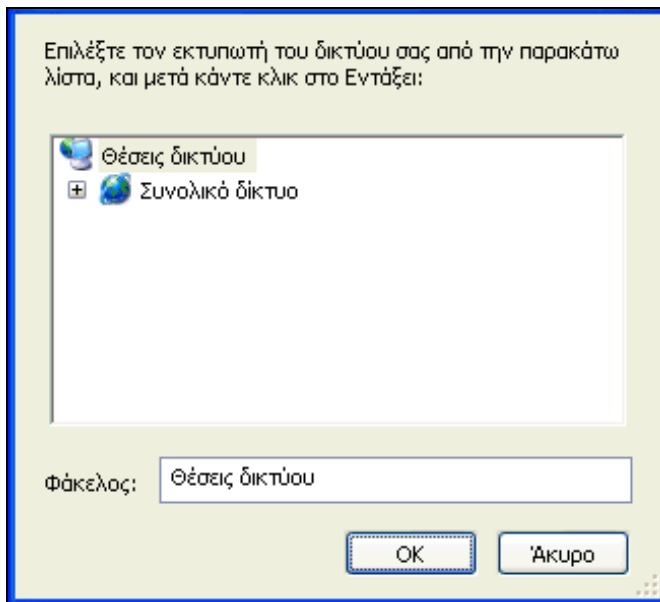 Επιλέξτε τον εκτυπωτή του δικτύου σας από την παρακάτω
λίστα, και μετά κάντε κλικ στο Εντάξει:
Θέσεις δικτύου
Συνολικό δίκτυο
Φάκελος: Θέσεις δικτύου
OK Άκυρο